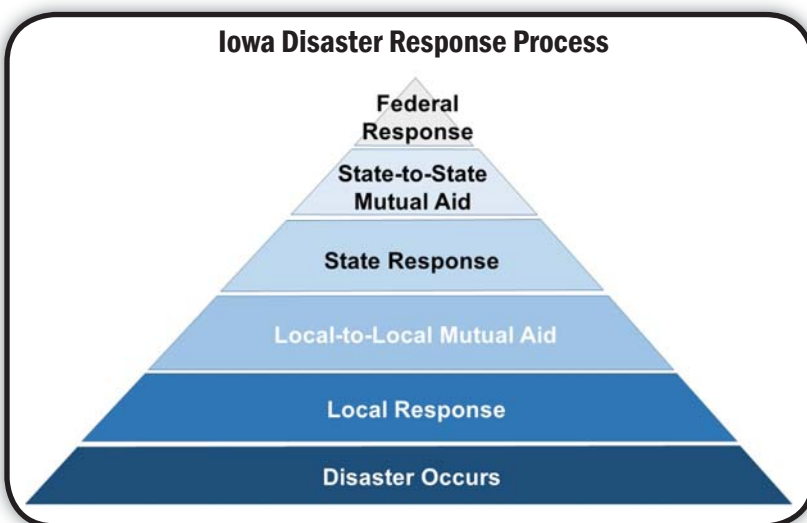 Iowa Disaster Response Process
Federal
Response
State-to-State
Mutual Aid
State Response
Local-to-Local Mutual Aid
Local Response
Disaster Occurs